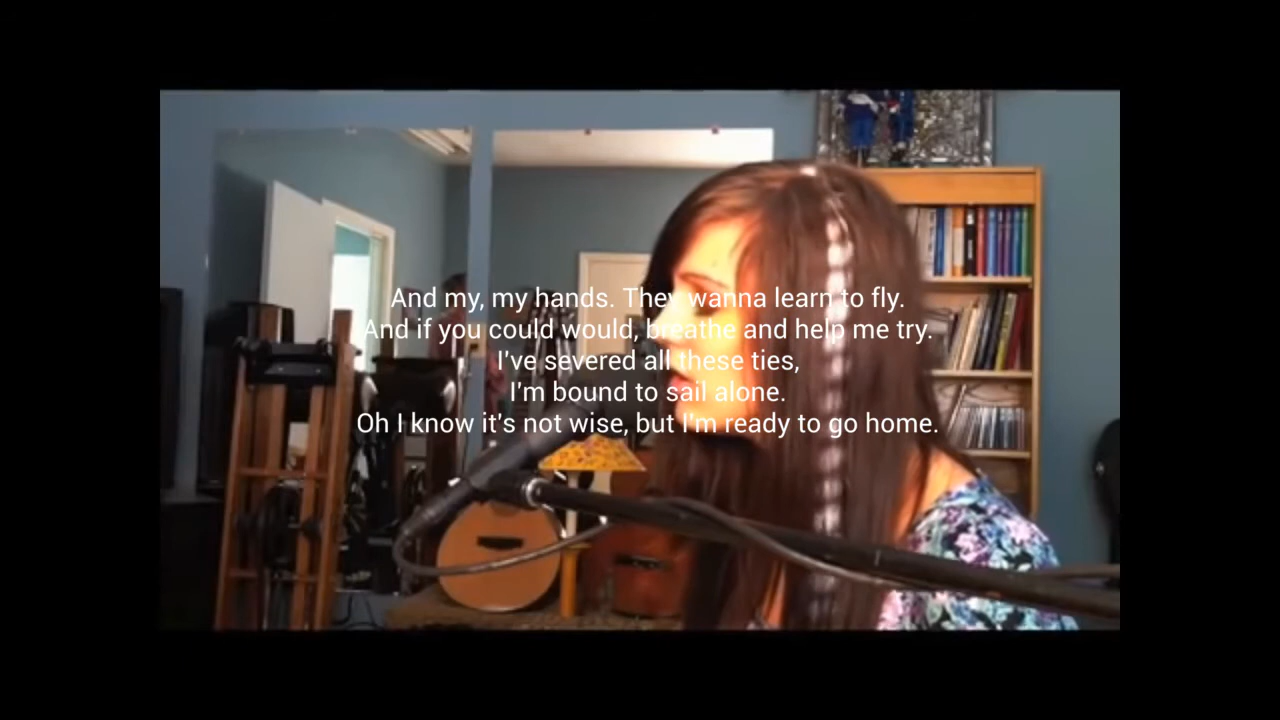 And my, my hands. They wanna learn to fly.
And if you could would, breathe and help me try.
I've severed all these ties,
I'm bound to sail alone.
Oh I know it's not wise, but I'm ready to go home.